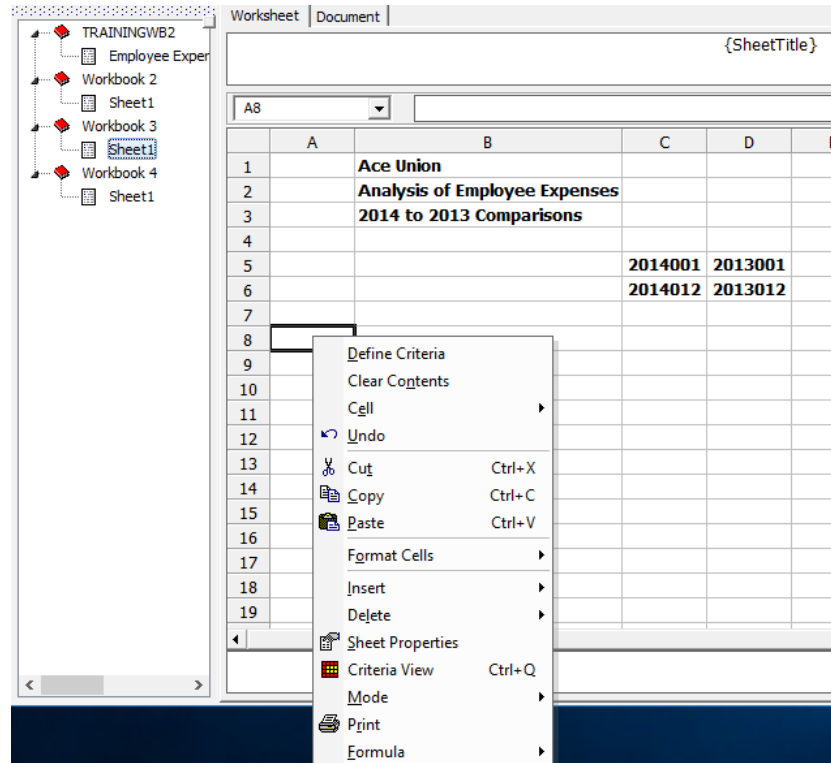 Worksheet Document
TRAININGWB2
Employee Exper
Workbook 2
Sheet1
Workbook 3
Sheet1
Workbook 4
Sheet1
{SheetTitle}
A8
A B C D
1 Ace Union
2 Analysis of Employee Expenses
3 2014 to 2013 Comparisons
4
5 2014001 2013001
6 2014012 2013012
7
8
9
10
11
12
13
14
15
16
17
18
19
Define Criteria
Clear Contents
Cell
Undo
Cut Ctrl+X
Copy Ctrl+C
Paste Ctrl+V
Format Cells
Insert
Delete
Sheet Properties
Criteria View Ctrl+Q
Mode
Print
Formula